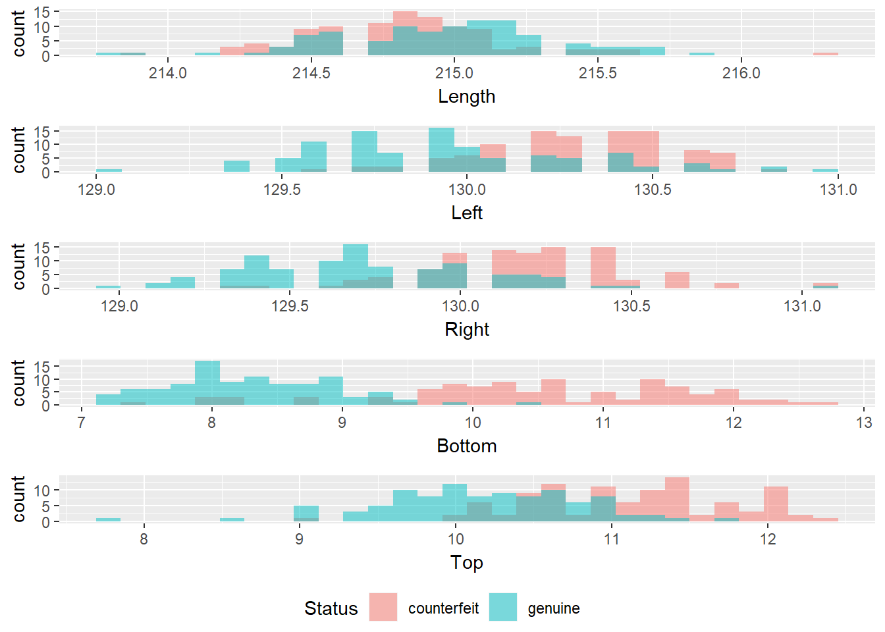 count
15
10
5
0
214.0 214.5 215.0 215.5 216.0
Length
count
15
10
5
0
129.0 129.5 130.0 130.5 131.0
Left
count
15
10
5
0
129.0 129.5 130.0 130.5 131.0
Right
count
15
10
5
0
7 8 9 10 11 12 13
Bottom
count
10
5
0
8 9 10 11 12
Top
Status counterfeit genuine